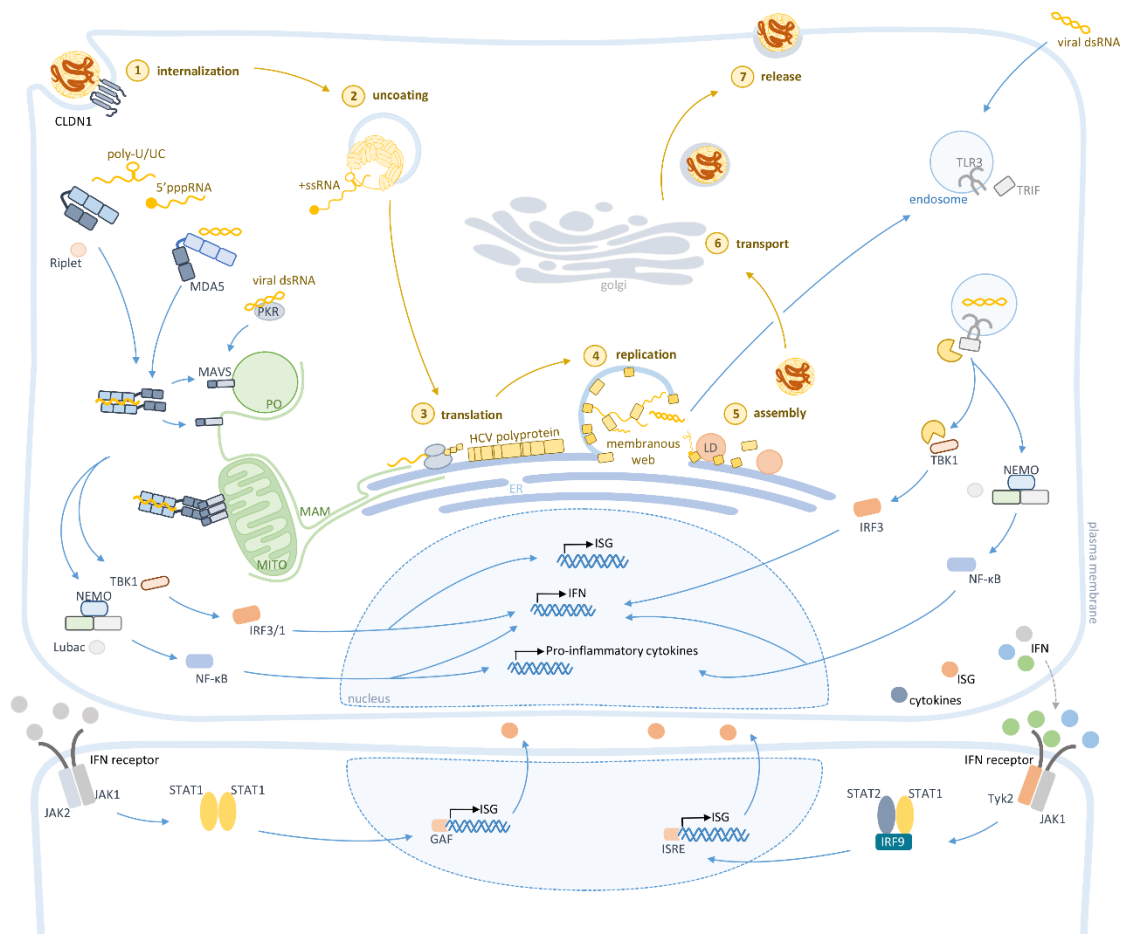 viral dsRNA
1 internalization
7 release
2 uncoating
CLDN1
poly-U/UC
5'pppRNA
+ssRNA
TLR3
TRIF
endosome
Riplet
MDA5
6 transport
golgi
viral dsRNA
PKR
MAVS
PO
4 replication
3 translation
5 assembly
HCV polyprotein
membranous
web
LD
TBK1
NEMO
ER
MAM
IRF3
plasma membrane
MITO
ISG
TBK1
NEMO
NF-κB
IFN
IRF3/1
Lubac
Pro-inflammatory cytokines
NF-κB
IFN
ISG
nucleus
cytokines
IFN receptor
JAK1
JAK2
STAT1
STAT1
ISG
GAF
ISG
ISRE
STAT2
STAT1
IRF9
IFN receptor
Tyk2
JAK1